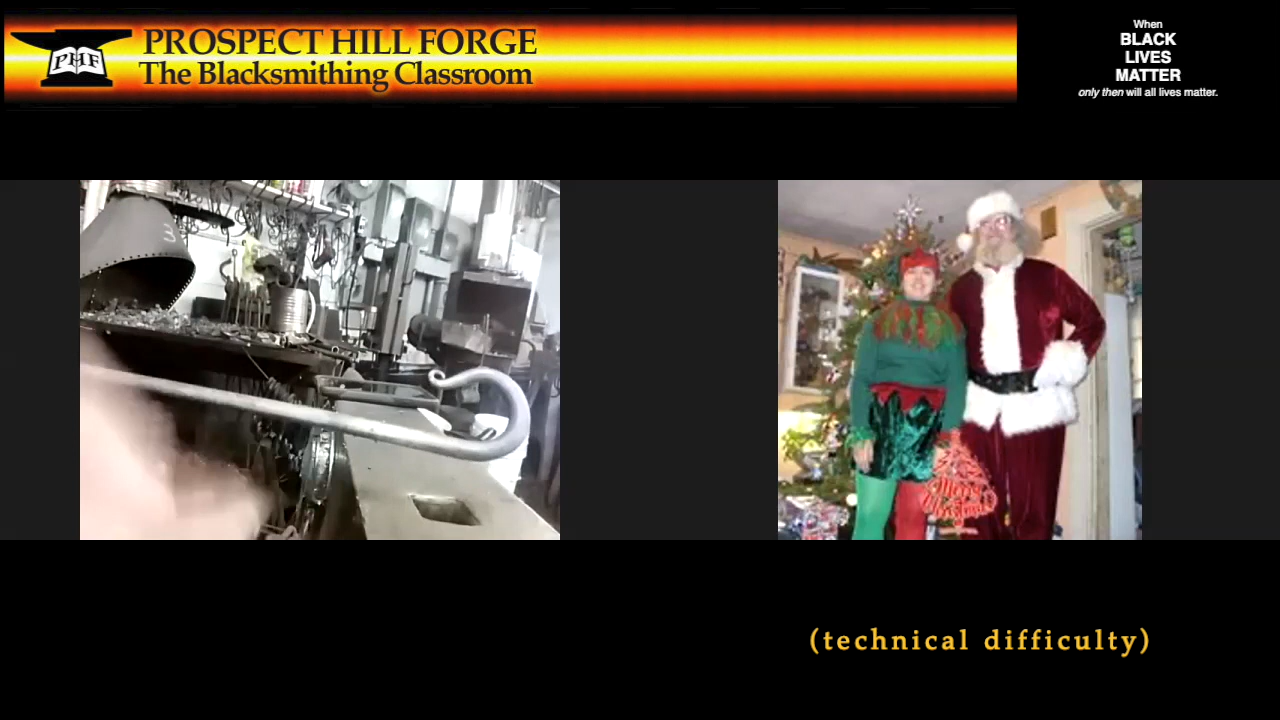 PHF
PROSPECT HILL FORGE
The Blacksmithing Classroom
When
BLACK
LIVES
MATTER
only then will all lives matter.
Merry
Christmas
(technical difficulty)